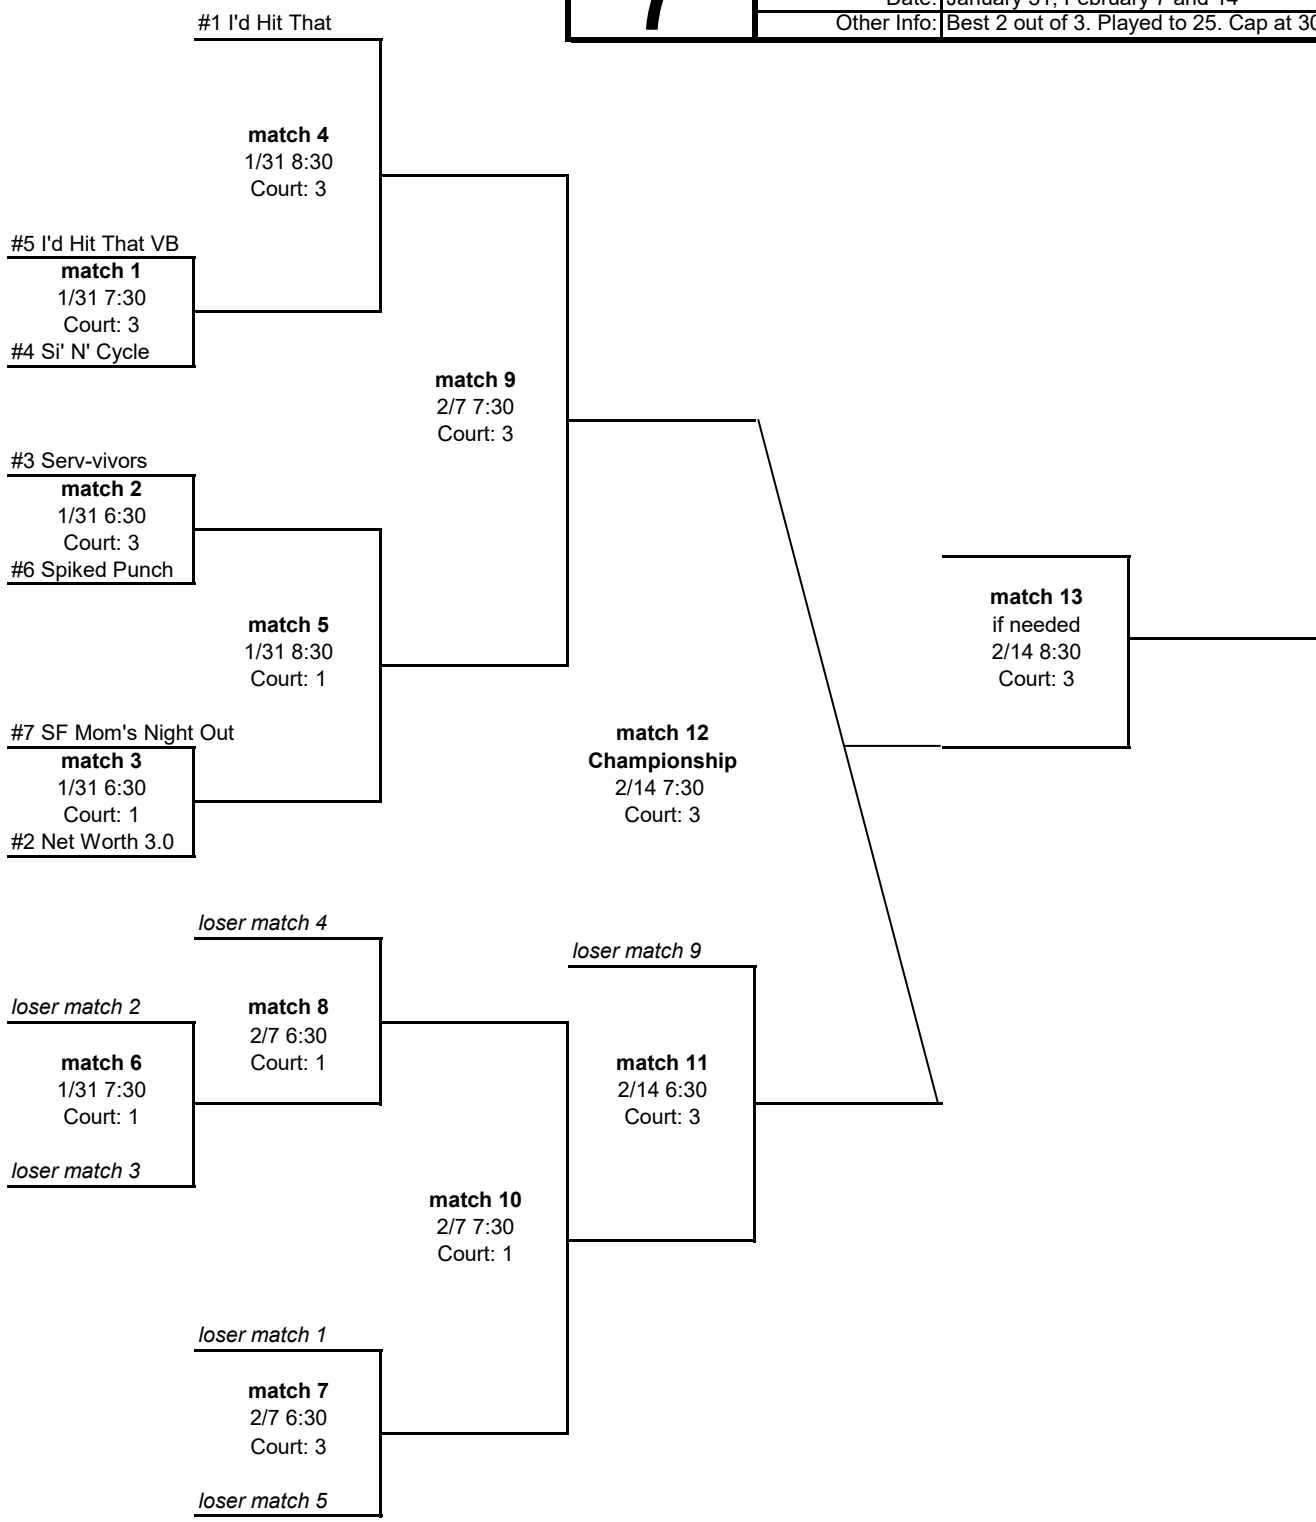 7
Date: January 31, February 7 and 14
Other Info: Best 2 out of 3. Played to 25. Cap at 30
#1 I'd Hit That
match 4
1/31 8:30
Court: 3
#5 I'd Hit That VB
match 1
1/31 7:30
Court: 3
#4 Si' N' Cycle
match 9
2/7 7:30
Court: 3
#3 Serv-vivors
match 2
1/31 6:30
Court: 3
#6 Spiked Punch
match 13
if needed
2/14 8:30
Court: 3
match 5
1/31 8:30
Court: 1
#7 SF Mom's Night Out
match 3
1/31 6:30
Court: 1
#2 Net Worth 3.0
match 12
Championship
2/14 7:30
Court: 3
loser match 4
loser match 9
loser match 2
match 8
2/7 6:30
Court: 1
match 6
1/31 7:30
Court: 1
match 11
2/14 6:30
Court: 3
loser match 3
match 10
2/7 7:30
Court: 1
loser match 1
match 7
2/7 6:30
Court: 3
loser match 5